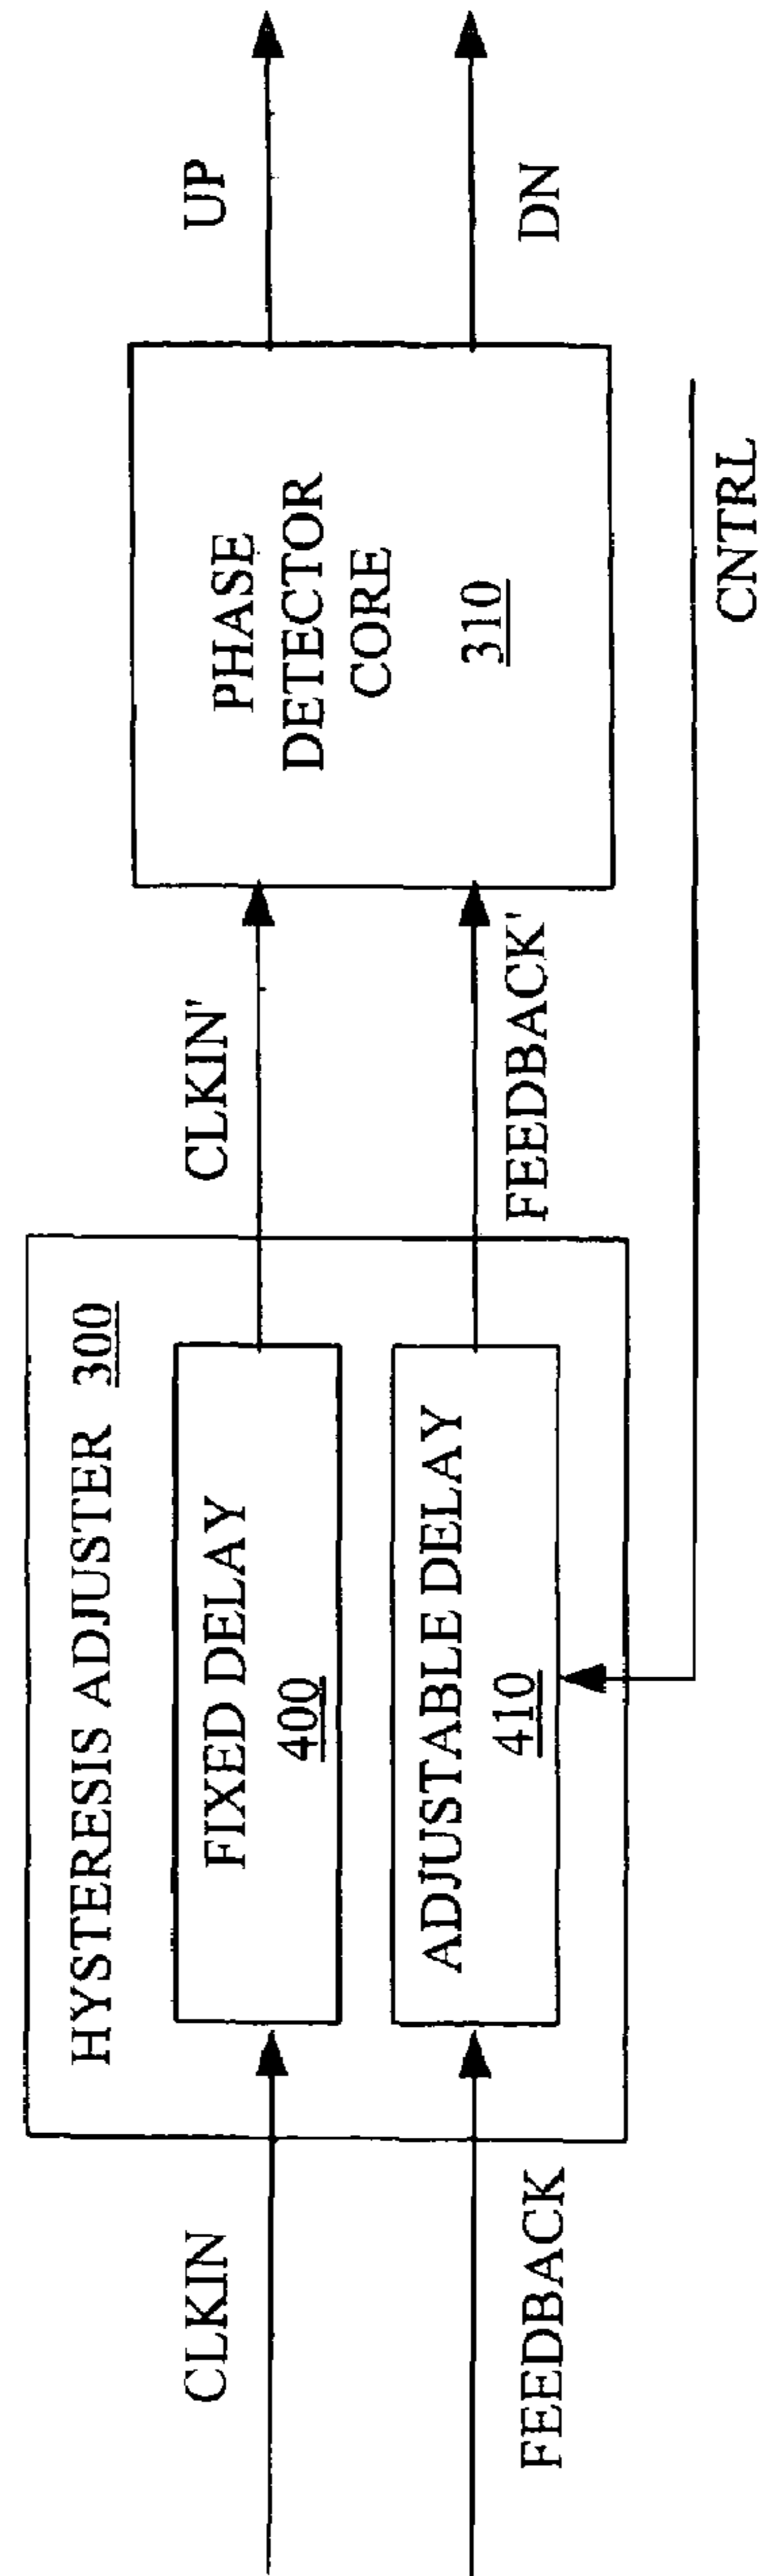 HYSTERESIS ADJUSTER 300
CLKIN
FIXED DELAY
400
CLKIN'
FEEDBACK
ADJUSTABLE DELAY
410
FEEDBACK'
PHASE
DETECTOR
CORE
310
UP
DN
CNTRL